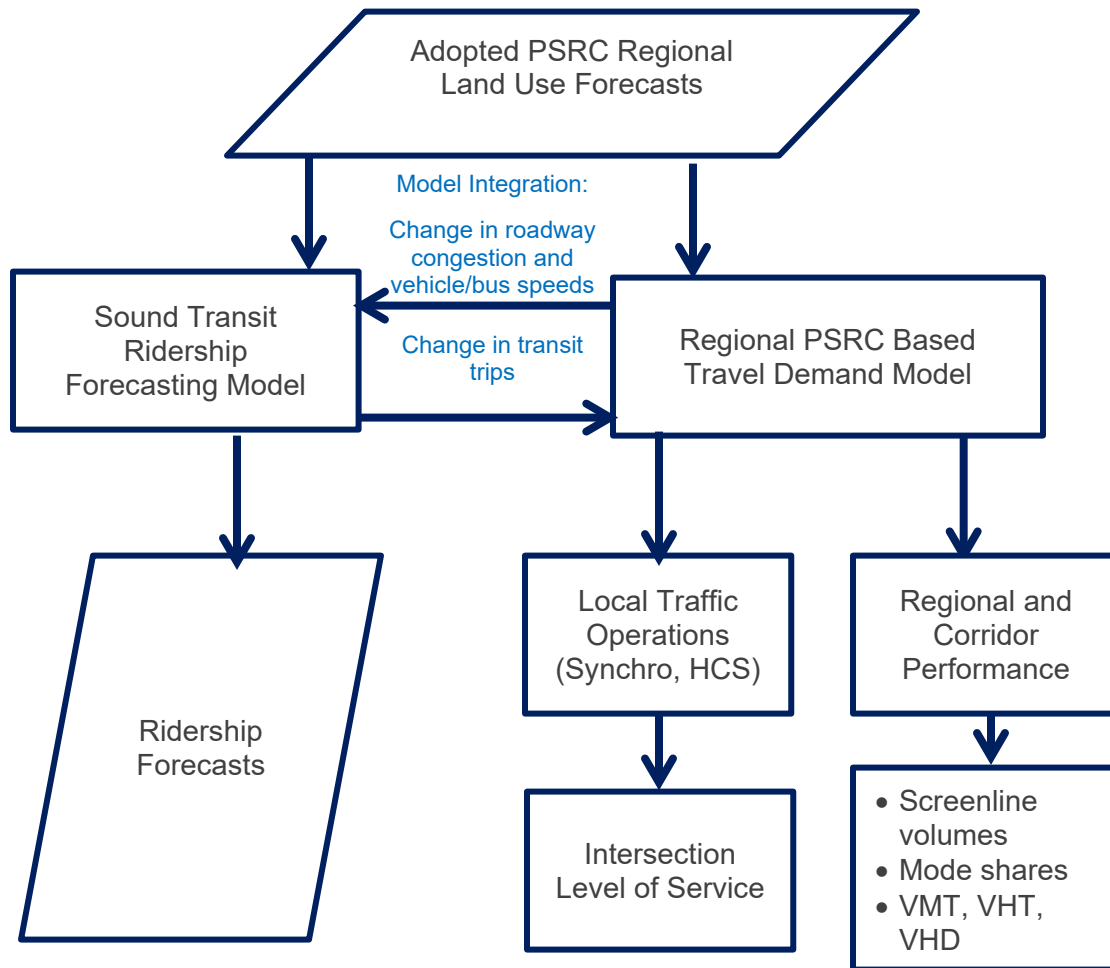 Adopted PSRC Regional
Land Use Forecasts
Model Integration:
Change in roadway
congestion and
vehicle/bus speeds
Change in transit
trips
Sound Transit
Ridership
Forecasting Model
Regional PSRC Based
Travel Demand Model
Ridership
Forecasts
Local Traffic
Operations
(Synchro, HCS)
Regional and
Corridor
Performance
Intersection
Level of Service
• Screenline
volumes
• Mode shares
• VMT, VHT,
VHD